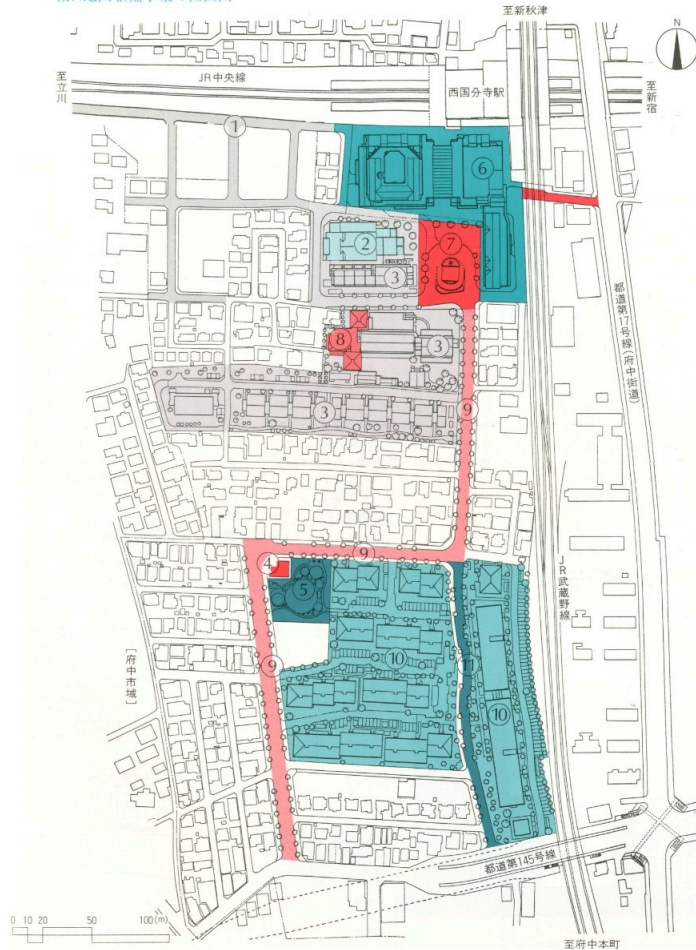 至新秋津
N
JR中央線
至立川
西国分寺駅
至新宿
1
6
2
7
3
都道第17号線(府中街道)
8
3
3
9
9
4
5
JR武蔵野線
9
10
11
10
[府中市域]
都道第145号線
0 10 20 50 100(m)
至府中本町